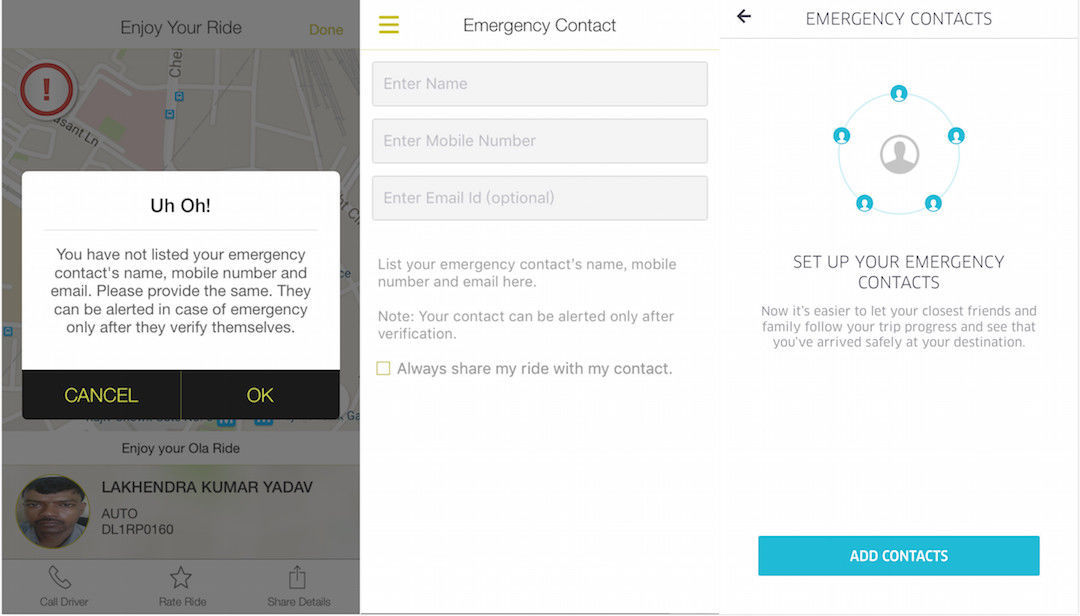 Enjoy Your Ride
Done
Uh Oh!
You have not listed your emergency
contact's name, mobile number and
email. Please provide the same. They
can be alerted in case of emergency
only after they verify themselves.
CANCEL
OK
Enjoy your Ola Ride
LAKHENDRA KUMAR YADAV
AUTO
DL1RP0160
Call Driver
Rate Ride
Share Details
Emergency Contact
Enter Name
Enter Mobile Number
Enter Email Id (optional)
List your emergency contact's name, mobile
number and email here.
Note: Your contact can be alerted only after
verification.
Always share my ride with my contact.
EMERGENCY CONTACTS
SET UP YOUR EMERGENCY
CONTACTS
Now it's easier to let your closest friends and
family follow your trip progress and see that
you've arrived safely at your destination.
ADD CONTACTS